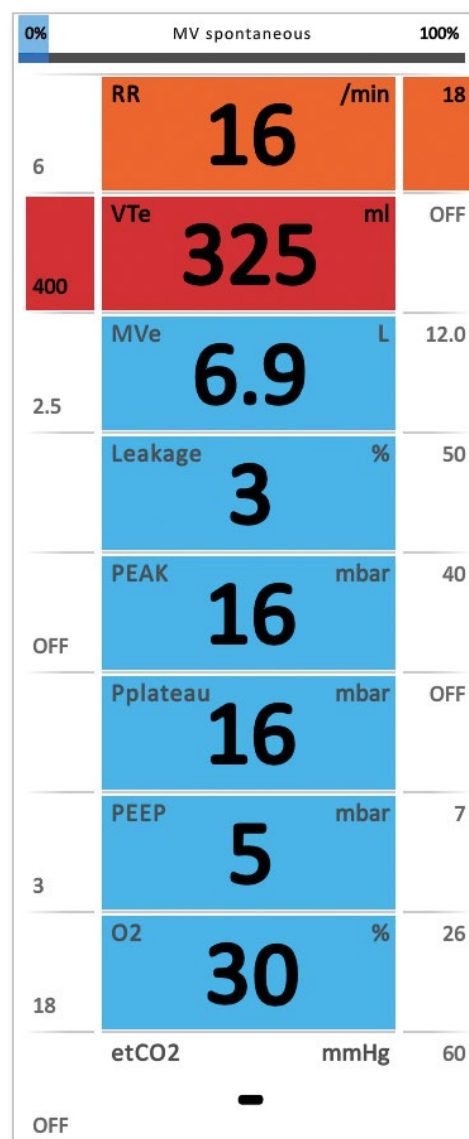 0% MV spontaneous 100%
RR /min 18
16
6
VTe ml OFF
325
400
MVe L 12.0
6.9
2.5
Leakage % 50
3
PEAK mbar 40
16
OFF
Pplateau mbar OFF
16
PEEP mbar 7
5
3
O2 % 26
30
18
etCO2 mmHg 60
-
OFF